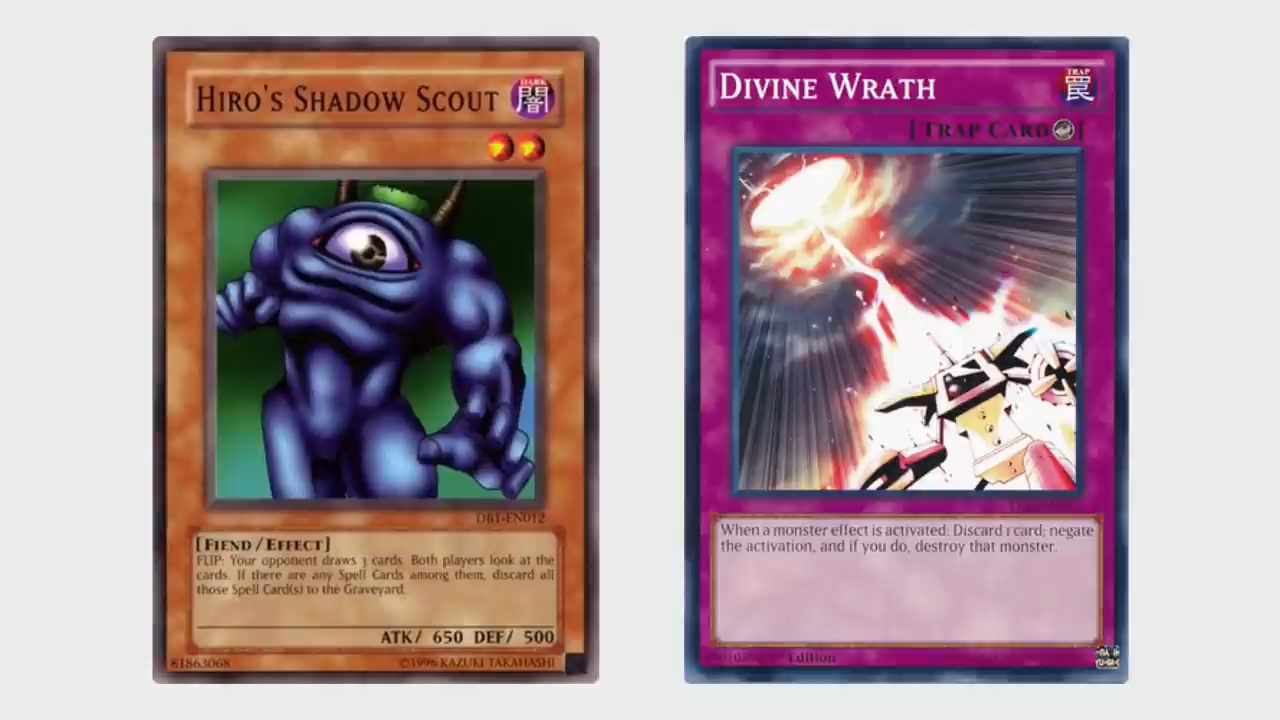 HIRO'S SHADOW SCOUT
DARK
闇
DB1-EN012
[FIEND/EFFECT]
FLIP: Your opponent draws 3 cards. Both players look at the
cards. If there are any Spell Cards among them, discard all
those Spell Card(s) to the Graveyard.
ATK/ 650 DEF/ 500
81863068
©1996 KAZUKI TAKAHASHI
DIVINE WRATH
TRAP
罠
[TRAP CARD]
When a monster effect is activated: Discard 1 card; negate
the activation, and if you do, destroy that monster.
Edition